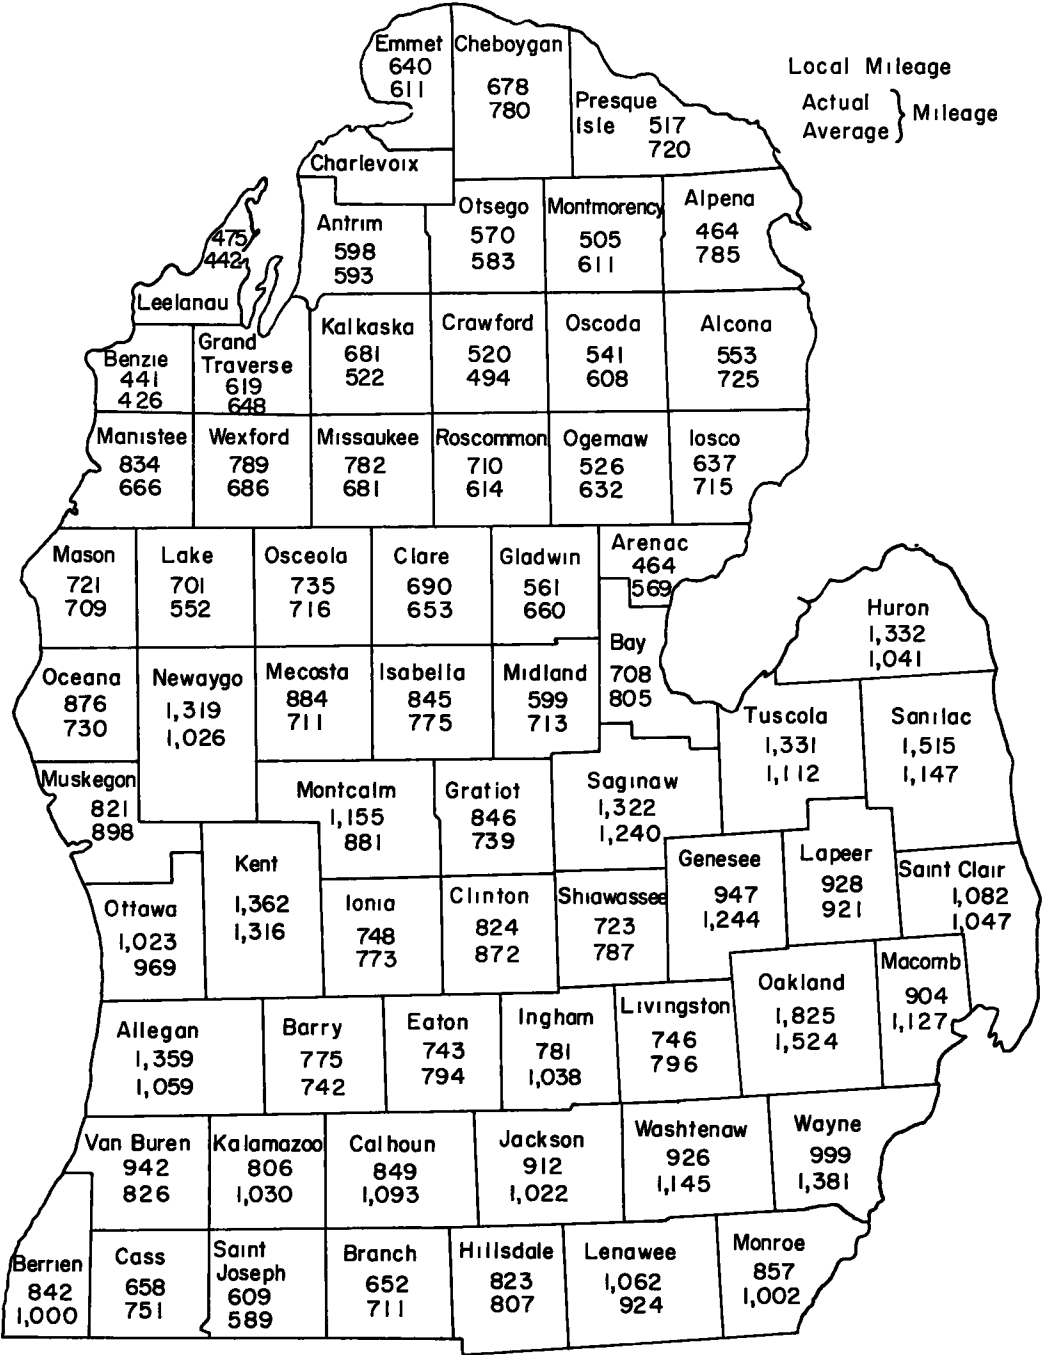 Emmet
640
611
Cheboygan
678
780
Presque
Isle 517
720
Local Mileage
Actual
Average
Mileage
Charlevoix
Antrim
598
593
Otsego
570
583
Montmorency
505
611
Alpena
464
785
475
442
Leelanau
Benzie
441
426
Grand
Traverse
619
648
Kalkaska
681
522
Crawford
520
494
Oscoda
541
608
Alcona
553
725
Manistee
834
666
Wexford
789
686
Missaukee
782
681
Roscommon
710
614
Ogemaw
526
632
Iosco
637
715
Mason
721
709
Lake
701
552
Osceola
735
716
Clare
690
653
Gladwin
561
660
Arenac
464
569
Huron
1,332
1,041
Oceana
876
730
Newaygo
1,319
1,026
Mecosta
884
711
Isabella
845
775
Midland
599
713
Bay
708
805
Tuscola
1,331
1,112
Sanilac
1,515
1,147
Muskegon
821
898
Montcalm
1,155
881
Gratiot
846
739
Saginaw
1,322
1,240
Kent
1,362
1,316
Genesee
947
1,244
Lapeer
928
921
Saint Clair
1,082
1,047
Ottawa
1,023
969
Ionia
748
773
Clinton
824
872
Shiawassee
723
787
Allegan
1,359
1,059
Barry
775
742
Eaton
743
794
Ingham
781
1,038
Livingston
746
796
Oakland
1,825
1,524
Macomb
904
1,127
Van Buren
942
826
Kalamazoo
806
1,030
Calhoun
849
1,093
Jackson
912
1,022
Washtenaw
926
1,145
Wayne
999
1,381
Berrien
842
1,000
Cass
658
751
Saint
Joseph
609
589
Branch
652
711
Hillsdale
823
807
Lenawee
1,062
924
Monroe
857
1,002